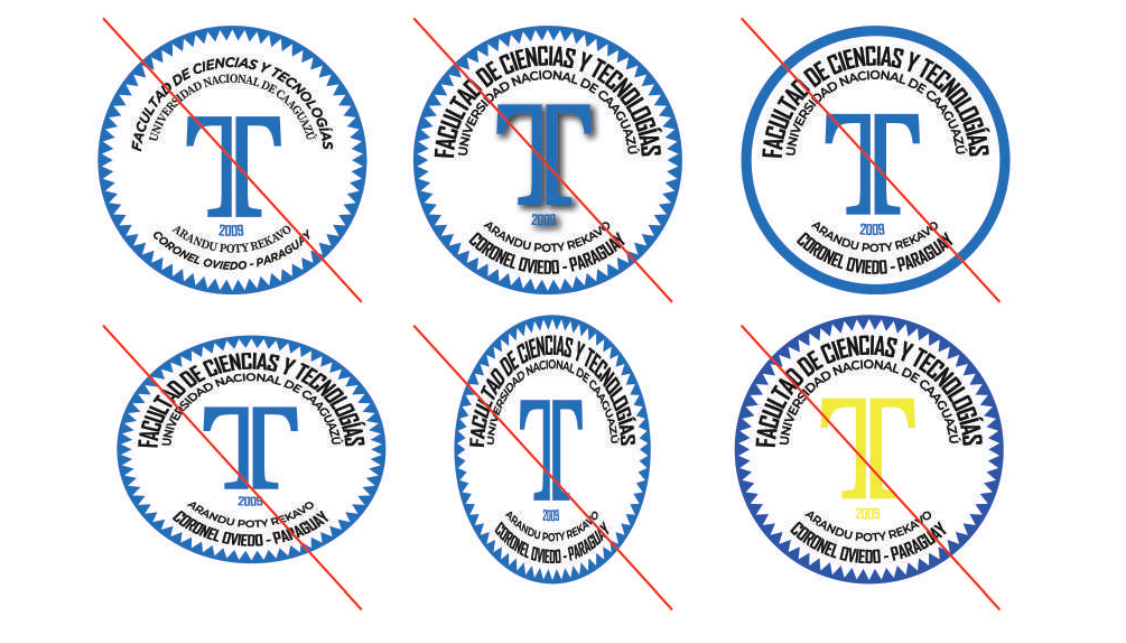 FACULTAD DE CIENCIAS Y TECNOLOGÍAS
UNIVERSIDAD NACIONAL DE CAAGUAZÚ
T
2009
ARANDU POTY REKAVO
CORONEL OVIEDO - PARAGUAY
FACULTAD DE CIENCIAS Y TECNOLOGÍAS
UNIVERSIDAD NACIONAL DE CAAGUAZÚ
T
2009
ARANDU POTY REKAVO
CORONEL OVIEDO - PARAGUAY
FACULTAD DE CIENCIAS Y TECNOLOGÍAS
UNIVERSIDAD NACIONAL DE CAAGUAZÚ
T
2009
ARANDU POTY REKAVO
CORONEL OVIEDO - PARAGUAY
FACULTAD DE CIENCIAS Y TECNOLOGÍAS
UNIVERSIDAD NACIONAL DE CAAGUAZÚ
T
2009
ARANDU POTY REKAVO
CORONEL OVIEDO - PARAGUAY
FACULTAD DE CIENCIAS Y TECNOLOGÍAS
UNIVERSIDAD NACIONAL DE CAAGUAZÚ
T
2009
ARANDU POTY REKAVO
CORONEL OVIEDO - PARAGUAY
FACULTAD DE CIENCIAS Y TECNOLOGÍAS
UNIVERSIDAD NACIONAL DE CAAGUAZÚ
T
2009
ARANDU POTY REKAVO
CORONEL OVIEDO - PARAGUAY